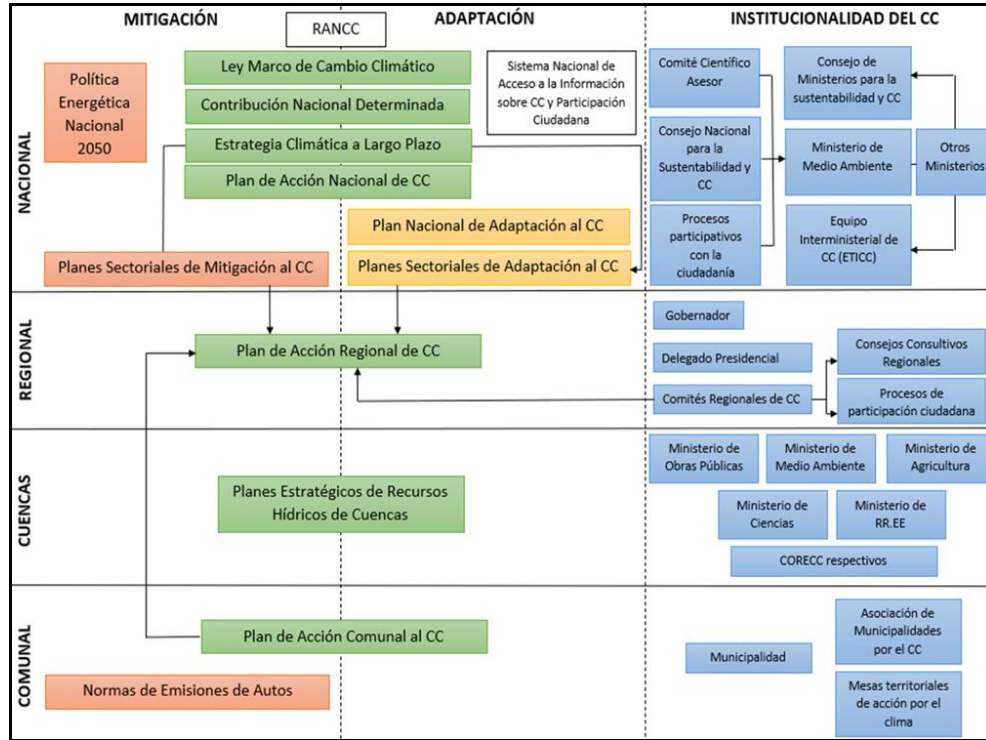 MITIGACIÓN
RANCC
ADAPTACIÓN
INSTITUCIONALIDAD DEL CC
NACIONAL
Política
Energética
Nacional
2050
Ley Marco de Cambio Climático
Contribución Nacional Determinada
Estrategia Climática a Largo Plazo
Plan de Acción Nacional de CC
Sistema Nacional de
Acceso a la Información
sobre CC y Participación
Ciudadana
Plan Nacional de Adaptación al CC
Planes Sectoriales de Mitigación al CC
Planes Sectoriales de Adaptación al CC
Comité Científico
Asesor
Consejo Nacional
para la
Sustentabilidad y
CC
Procesos
participativos
con la
ciudadanía
Consejo de
Ministerios para la
sustentabilidad y CC
Ministerio de
Medio Ambiente
Otros
Ministerios
Equipo
Interministerial de
CC (ETICC)
REGIONAL
Plan de Acción Regional de CC
Gobernador
Delegado Presidencial
Comités Regionales de CC
Consejos Consultivos
Regionales
Procesos de
participación ciudadana
CUENCAS
Planes Estratégicos de Recursos
Hídricos de Cuencas
Ministerio de
Obras Públicas
Ministerio de
Medio Ambiente
Ministerio de
Agricultura
Ministerio de
Ciencias
Ministerio de
RR.EE
CORECC respectivos
COMUNAL
Plan de Acción Comunal al CC
Normas de Emisiones de Autos
Municipalidad
Asociación de
Municipalidades
por el CC
Mesas territoriales
de acción por el
clima